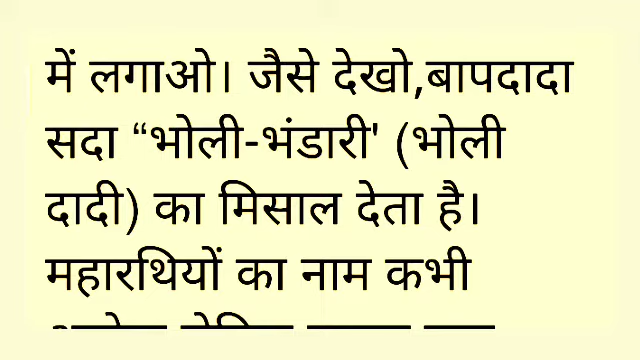 में लगाओ। जैसे देखो,बापदादा
सदा “भोली-भंडारी' (भोली
दादी) का मिसाल देता है।
महारथियों का नाम कभी